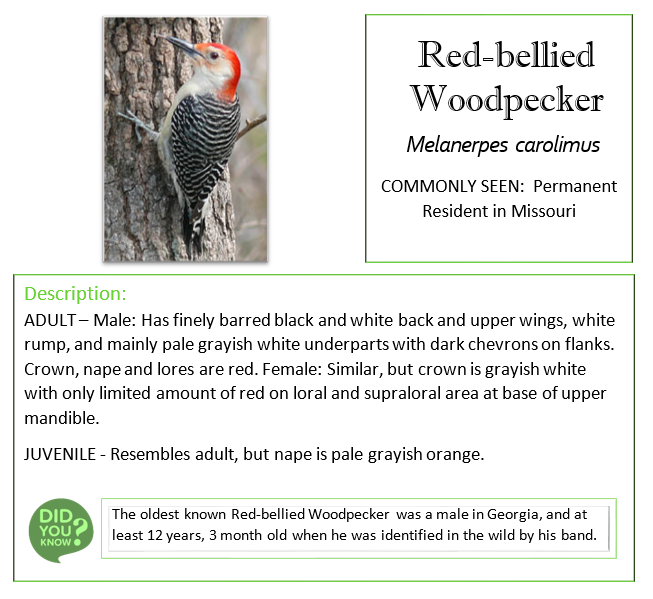 Red-bellied
Woodpecker
Melanerpes carolimus
COMMONLY SEEN: Permanent
Resident in Missouri
Description:
ADULT – Male: Has finely barred black and white back and upper wings, white
rump, and mainly pale grayish white underparts with dark chevrons on flanks.
Crown, nape and lores are red. Female: Similar, but crown is grayish white
with only limited amount of red on loral and supraloral area at base of upper
mandible.
JUVENILE - Resembles adult, but nape is pale grayish orange.
DID
YOU
KNOW?
The oldest known Red-bellied Woodpecker was a male in Georgia, and at
least 12 years, 3 month old when he was identified in the wild by his band.